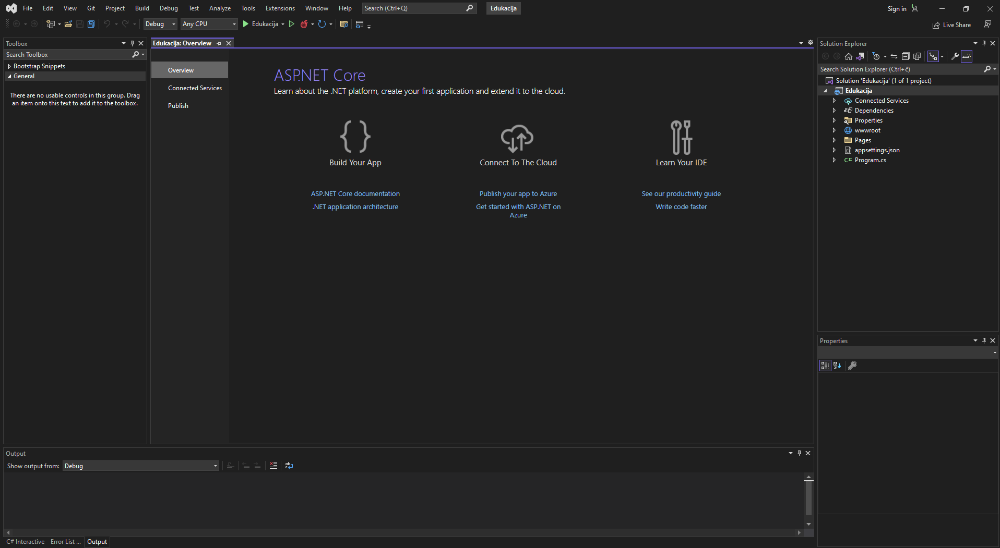 File Edit View Git Project Build Debug Test Analyze Tools Extensions Window Help Search (Ctrl+Q) Edukacija Sign in
Debug Any CPU Edukacija Live Share
Toolbox
Search Toolbox
Bootstrap Snippets
General
There are no usable controls in this group. Drag
an item onto this text to add it to the toolbox.
Edukacija: Overview
Overview
Connected Services
Publish
ASP.NET Core
Learn about the .NET platform, create your first application and extend it to the cloud.
Build Your App
ASP.NET Core documentation
.NET application architecture
Connect To The Cloud
Publish your app to Azure
Get started with ASP.NET on
Azure
Learn Your IDE
See our productivity guide
Write code faster
Solution Explorer
Search Solution Explorer (Ctrl+č)
Solution 'Edukacija' (1 of 1 project)
Edukacija
Connected Services
Dependencies
Properties
wwwroot
Pages
appsettings.json
C# Program.cs
Properties
Output
Show output from: Debug
C# Interactive Error List ... Output